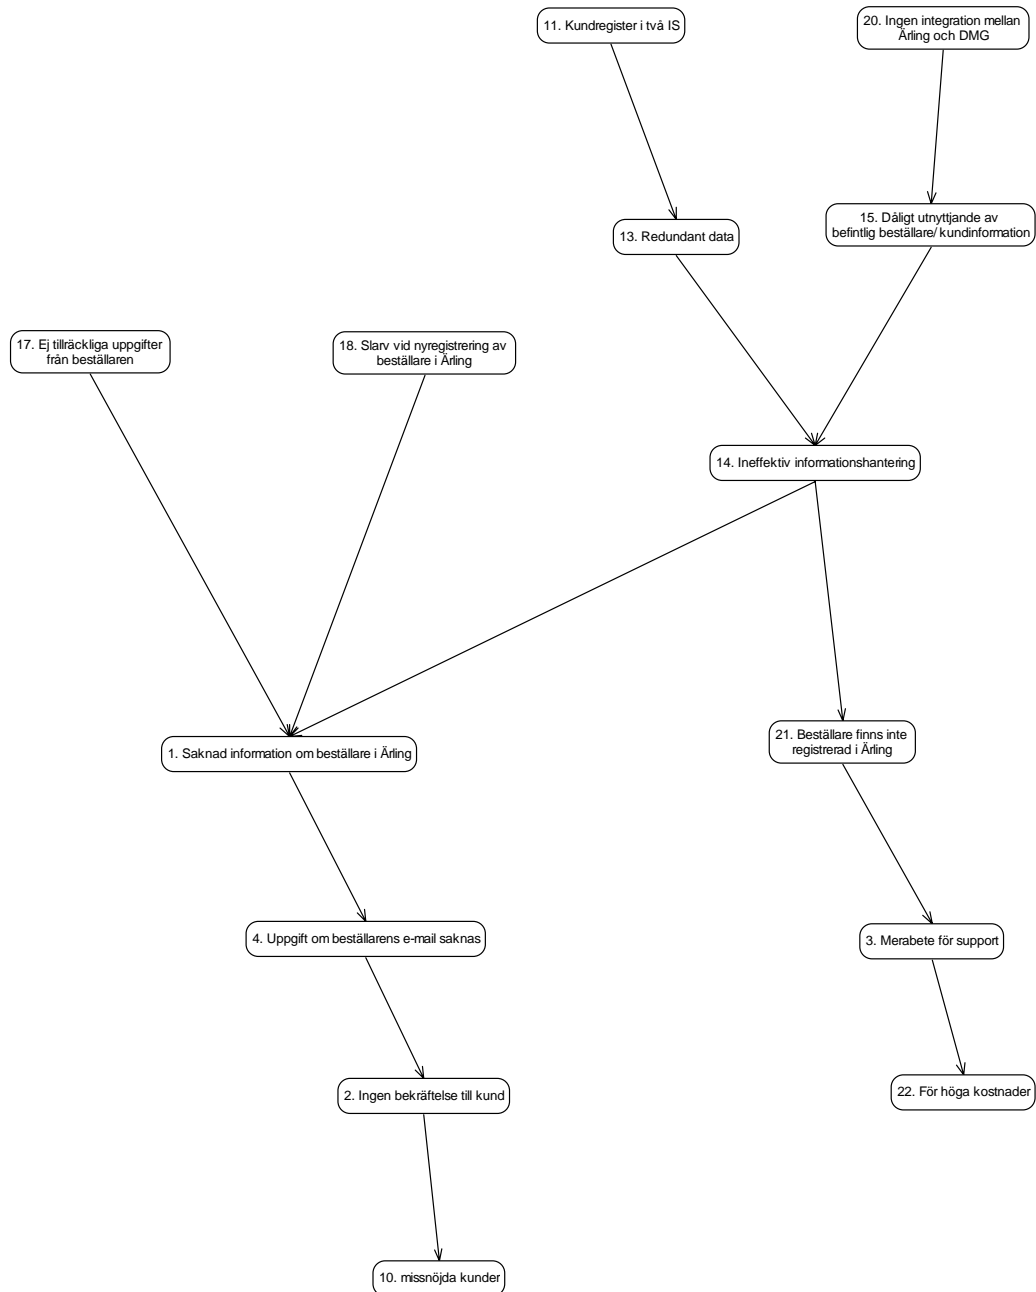 11. Kundregister i två IS
20. Ingen integration mellan
Ärling och DMG
13. Redundant data
15. Dåligt utnyttjande av
befintlig beställare/ kundinformation
17. Ej tillräckliga uppgifter
från beställaren
18. Slarv vid nyregistrering av
beställare i Ärling
14. Ineffektiv informationshantering
1. Saknad information om beställare i Ärling
21. Beställare finns inte
registrerad i Ärling
4. Uppgift om beställarens e-mail saknas
3. Merabete för support
2. Ingen bekräftelse till kund
22. För höga kostnader
10. missnöjda kunder